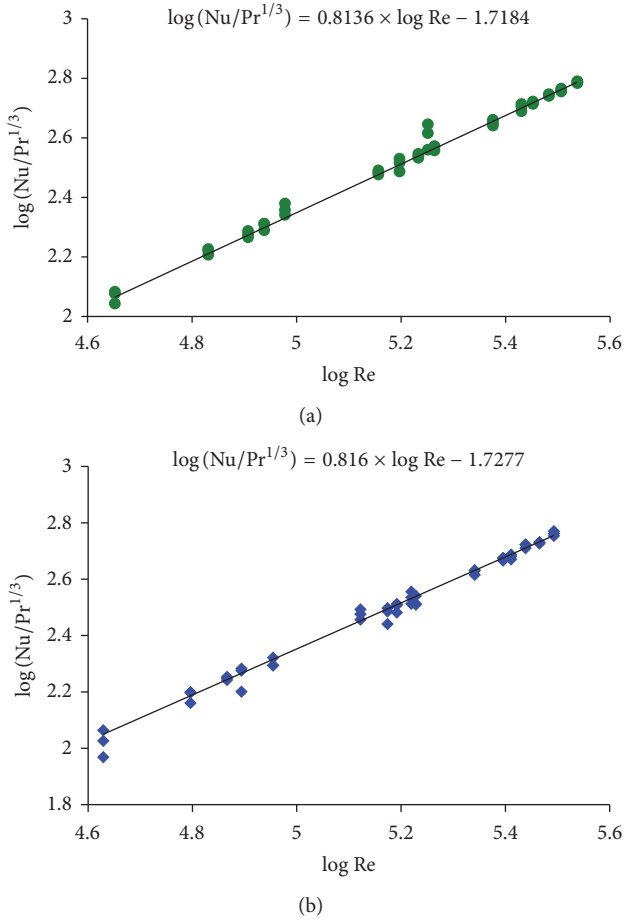 log (Nu/Pr^1/3) = 0.8136 × log Re − 1.7184
3
2.8
2.6
2.4
2.2
2
log (Nu/Pr^1/3)
4.6 4.8 5 5.2 5.4 5.6
log Re
(a)
log (Nu/Pr^1/3) = 0.816 × log Re − 1.7277
3
2.8
2.6
2.4
2.2
2
1.8
log (Nu/Pr^1/3)
4.6 4.8 5 5.2 5.4 5.6
log Re
(b)